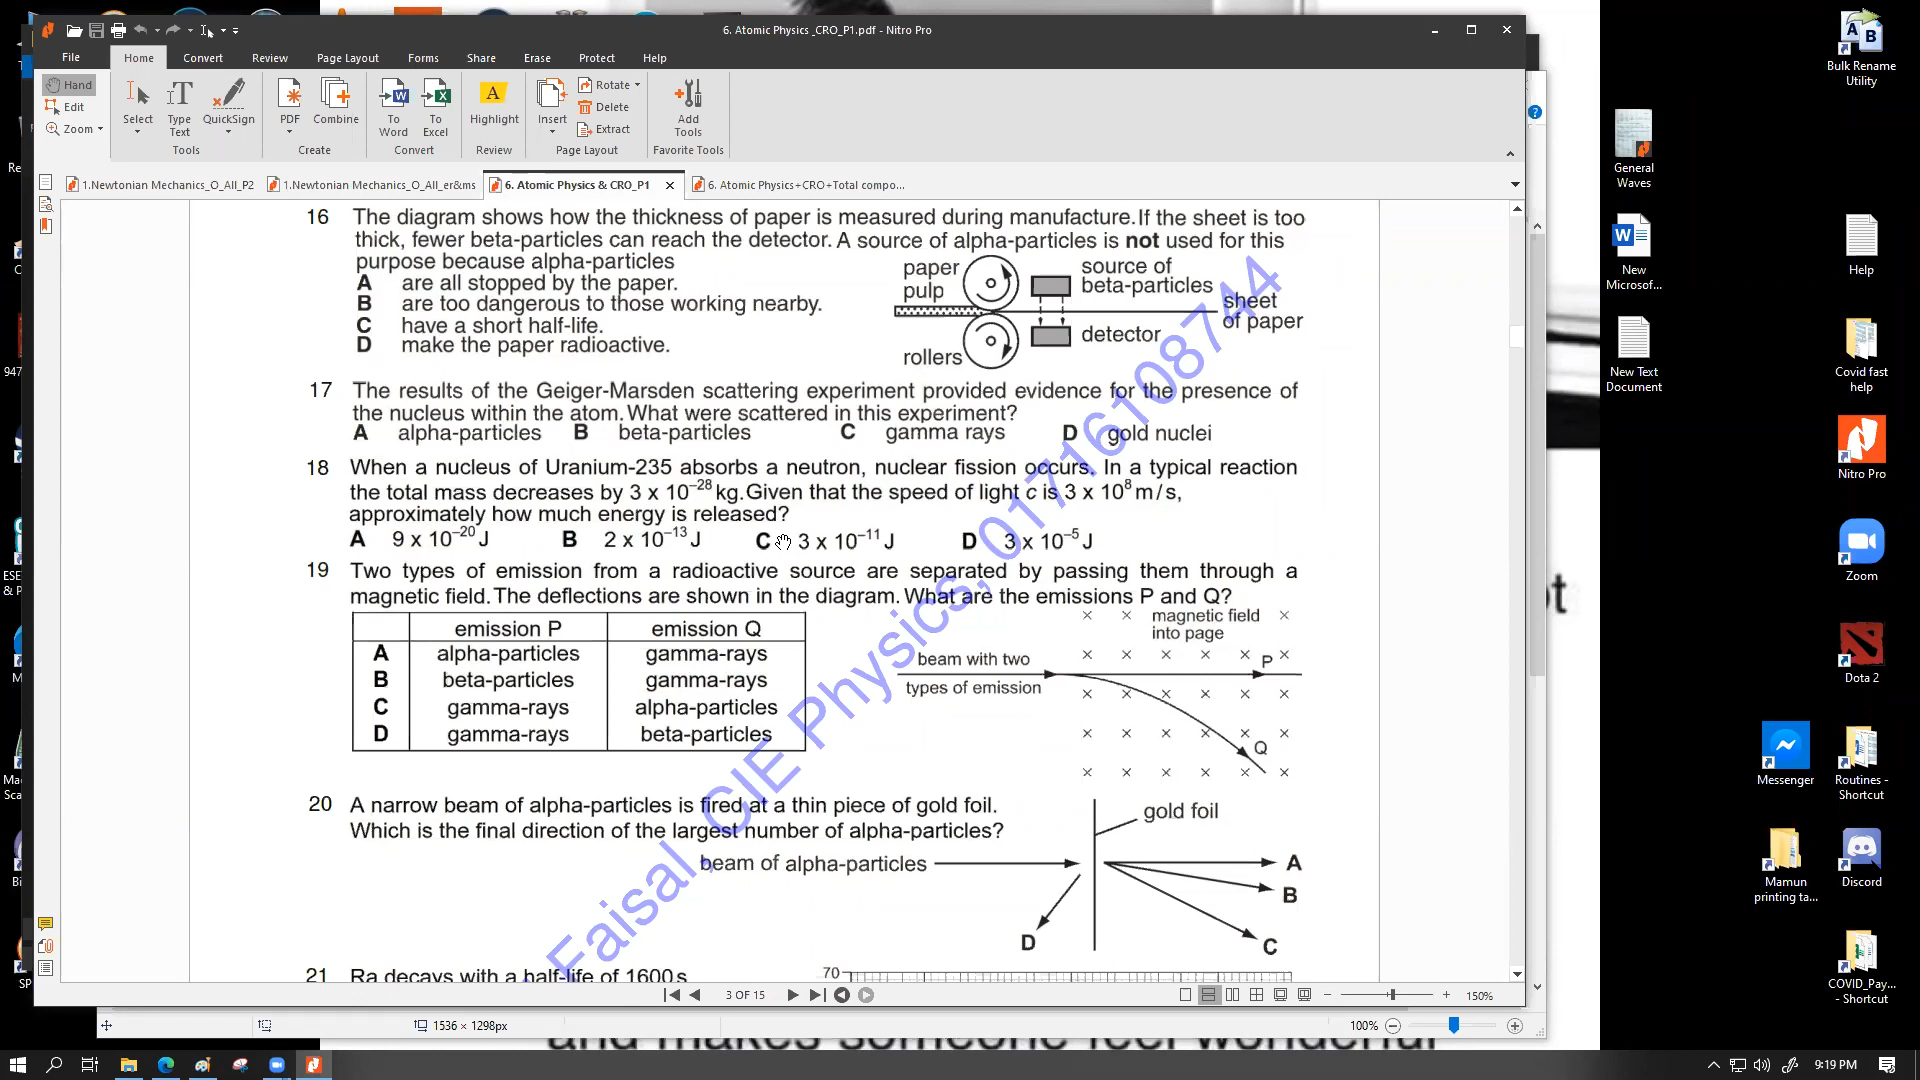 6. Atomic Physics _CRO_P1.pdf - Nitro Pro
File Home Convert Review Page Layout Forms Share Erase Protect Help
Hand
Edit
Zoom
Select
Type Text
QuickSign
PDF
Combine
To Word
To Excel
Highlight
Insert
Rotate
Delete
Extract
Add Tools
Tools Create Convert Review Page Layout Favorite Tools
1.Newtonian Mechanics_O_All_P2
1.Newtonian Mechanics_O_All_er&ms
6. Atomic Physics & CRO_P1
6. Atomic Physics+CRO+Total compo...
16 The diagram shows how the thickness of paper is measured during manufacture. If the sheet is too
thick, fewer beta-particles can reach the detector. A source of alpha-particles is not used for this
purpose because alpha-particles
A are all stopped by the paper.
B are too dangerous to those working nearby.
C have a short half-life.
D make the paper radioactive.
paper pulp
source of beta-particles
sheet of paper
detector
rollers
17 The results of the Geiger-Marsden scattering experiment provided evidence for the presence of
the nucleus within the atom. What were scattered in this experiment?
A alpha-particles B beta-particles C gamma rays D gold nuclei
18 When a nucleus of Uranium-235 absorbs a neutron, nuclear fission occurs. In a typical reaction
the total mass decreases by 3 x 10⁻²⁸ kg. Given that the speed of light c is 3 x 10⁸ m/s,
approximately how much energy is released?
A 9 x 10⁻²⁰ J B 2 x 10⁻¹³ J C 3 x 10⁻¹¹ J D 3 x 10⁻⁵ J
19 Two types of emission from a radioactive source are separated by passing them through a
magnetic field. The deflections are shown in the diagram. What are the emissions P and Q?
emission P emission Q
A alpha-particles gamma-rays
B beta-particles gamma-rays
C gamma-rays alpha-particles
D gamma-rays beta-particles
magnetic field
into page
beam with two
types of emission
P
Q
20 A narrow beam of alpha-particles is fired at a thin piece of gold foil.
Which is the final direction of the largest number of alpha-particles?
gold foil
beam of alpha-particles
A
B
C
D
21 Ra decays with a half-life of 1600 s
70
Faisal, CIE Physics, 01716108744
3 OF 15
150%
1536 × 1298px
100%
and makes someone feel wonderful
Bulk Rename Utility
General Waves
New Microsof...
Help
New Text Document
Covid fast help
Nitro Pro
Zoom
Dota 2
Messenger
Routines - Shortcut
Mamun printing ta...
Discord
COVID_Pay... - Shortcut
9:19 PM